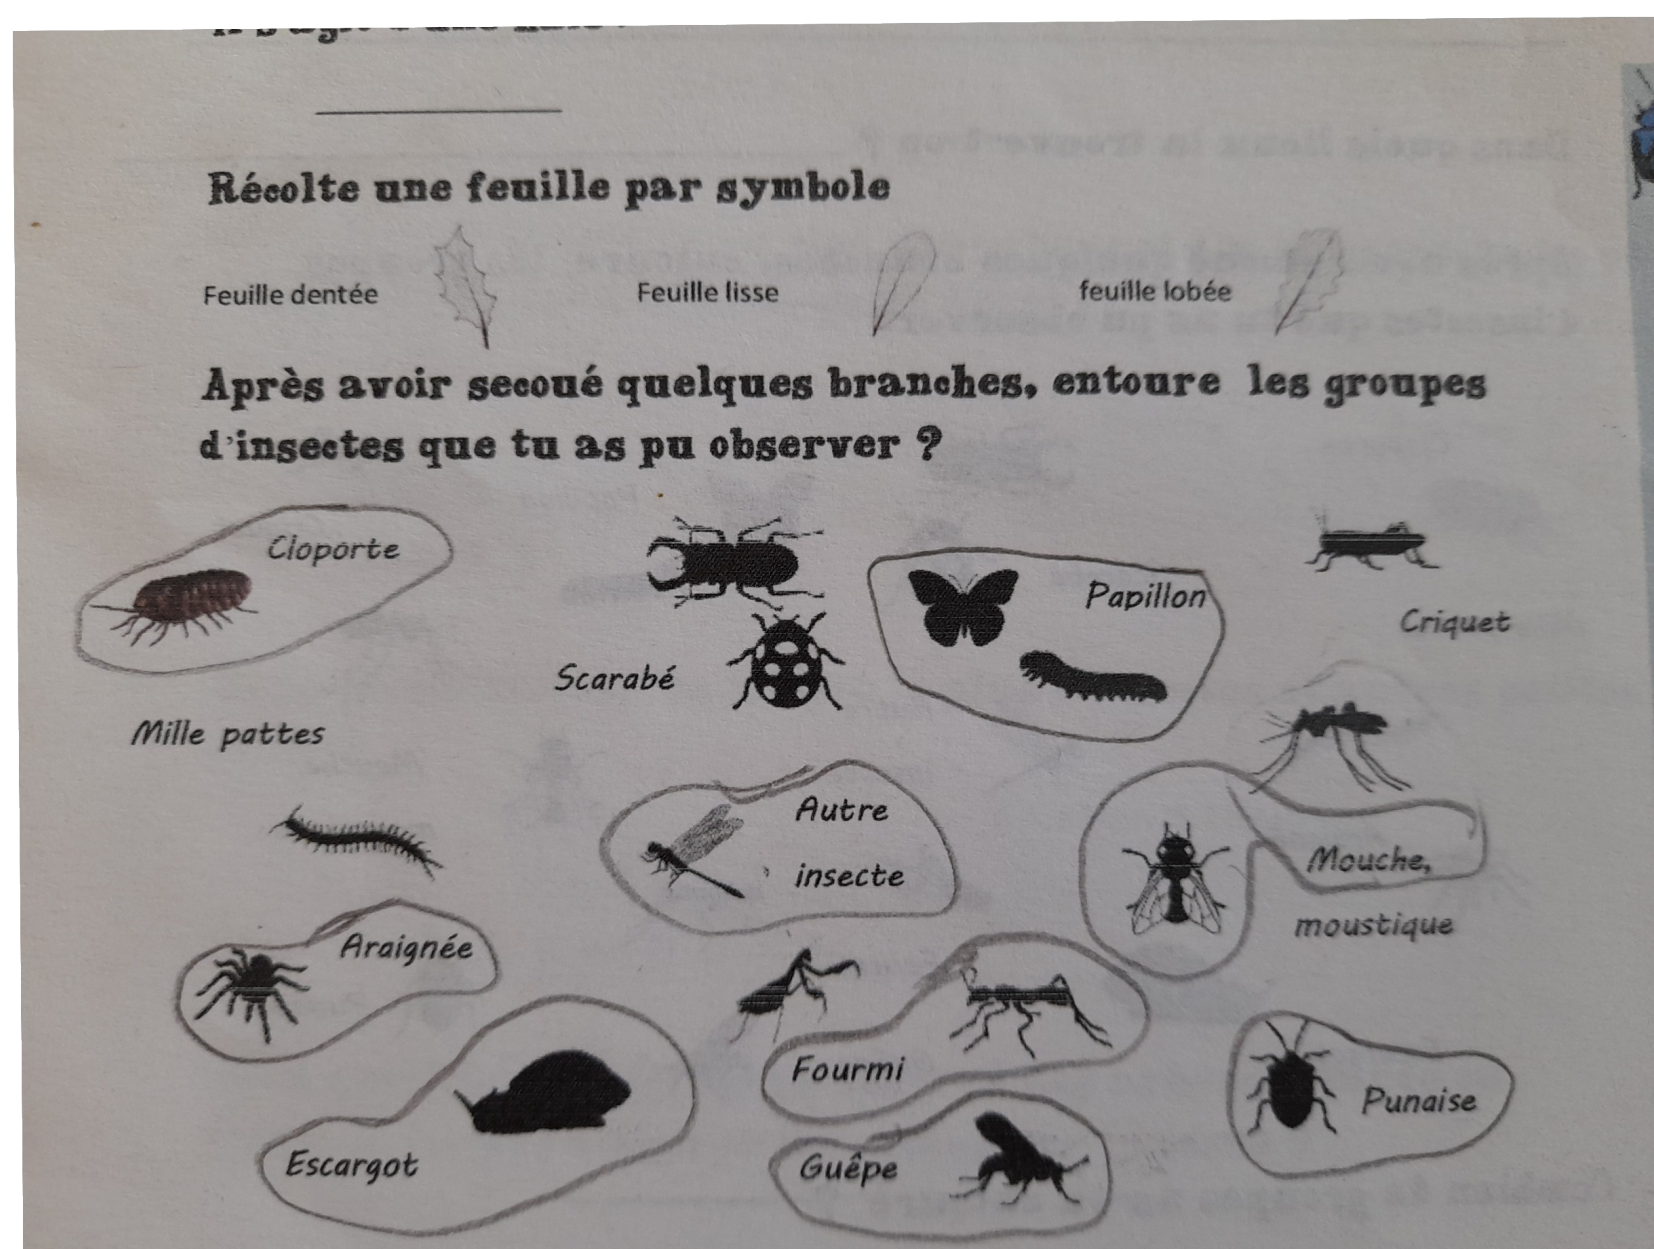 Récolte une feuille par symbole
Feuille dentée
Feuille lisse
feuille lobée
Après avoir secoué quelques branches, entoure les groupes
d'insectes que tu as pu observer ?
Cloporte
Papillon
Criquet
Scarabé
Mille pattes
Autre
insecte
Mouche,
moustique
Araignée
Fourmi
Punaise
Escargot
Guêpe